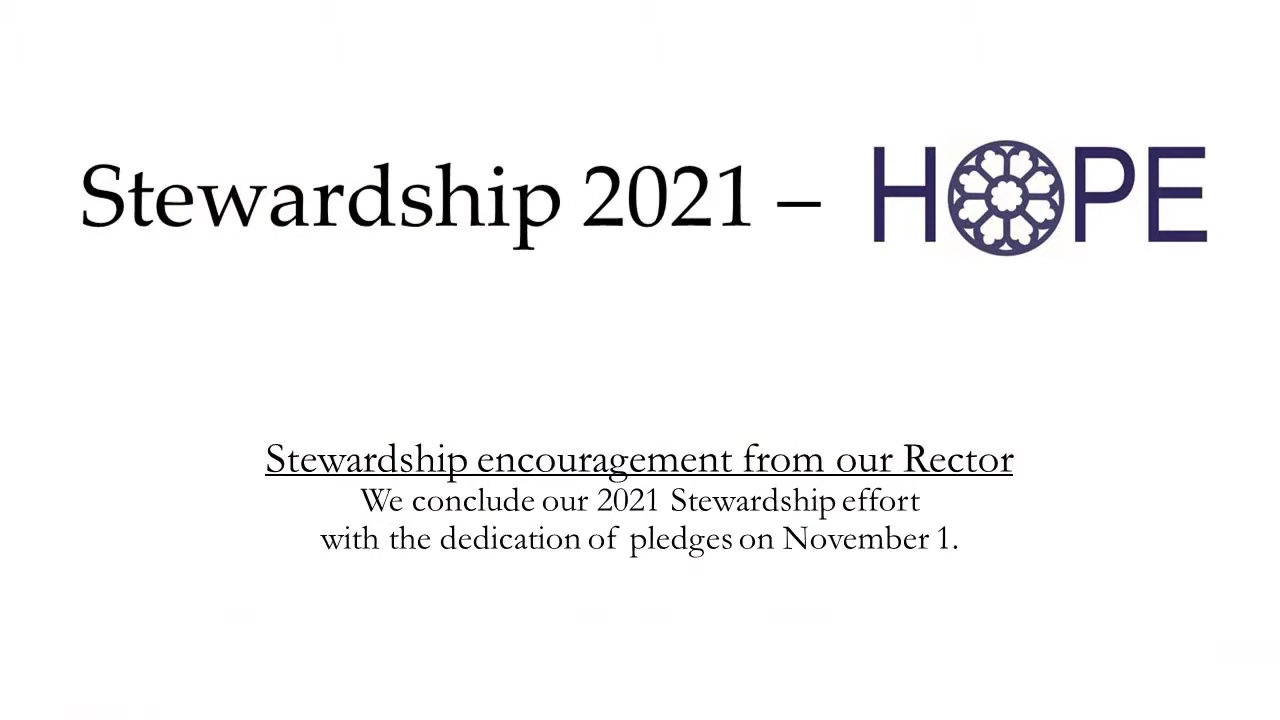 Stewardship 2021 – HOPE
Stewardship encouragement from our Rector
We conclude our 2021 Stewardship effort
with the dedication of pledges on November 1.